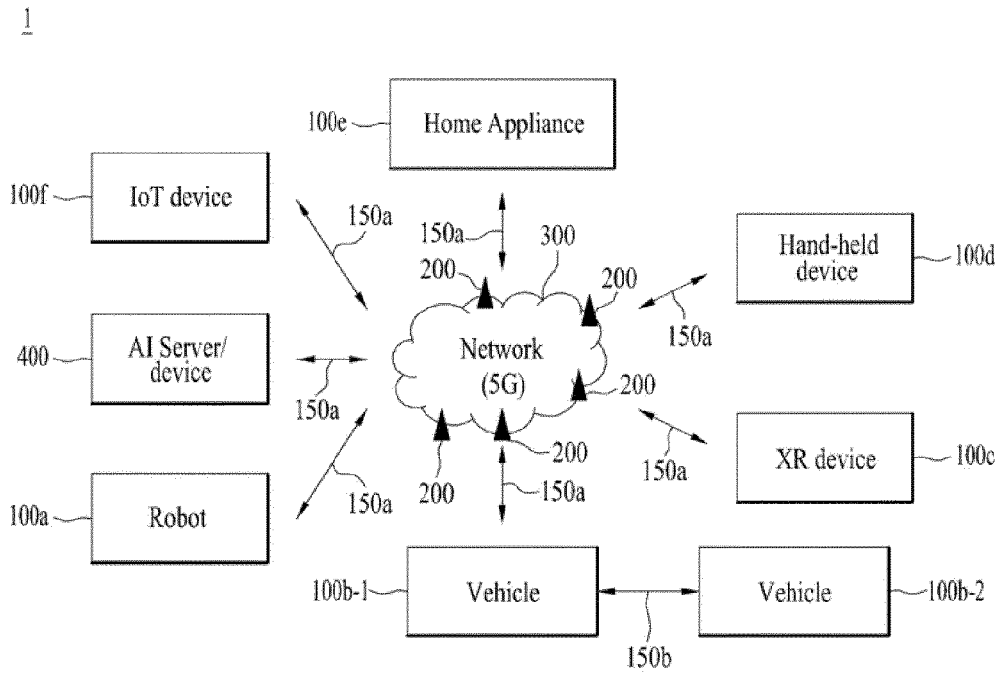 1
100e
Home Appliance
100f
IoT device
150a
150a
300
200
200
Hand-held
device
100d
150a
400
AI Server/
device
150a
Network
(5G)
200
150a
XR device
100c
200
200
150a
150a
100a
Robot
100b-1
Vehicle
Vehicle
100b-2
150b